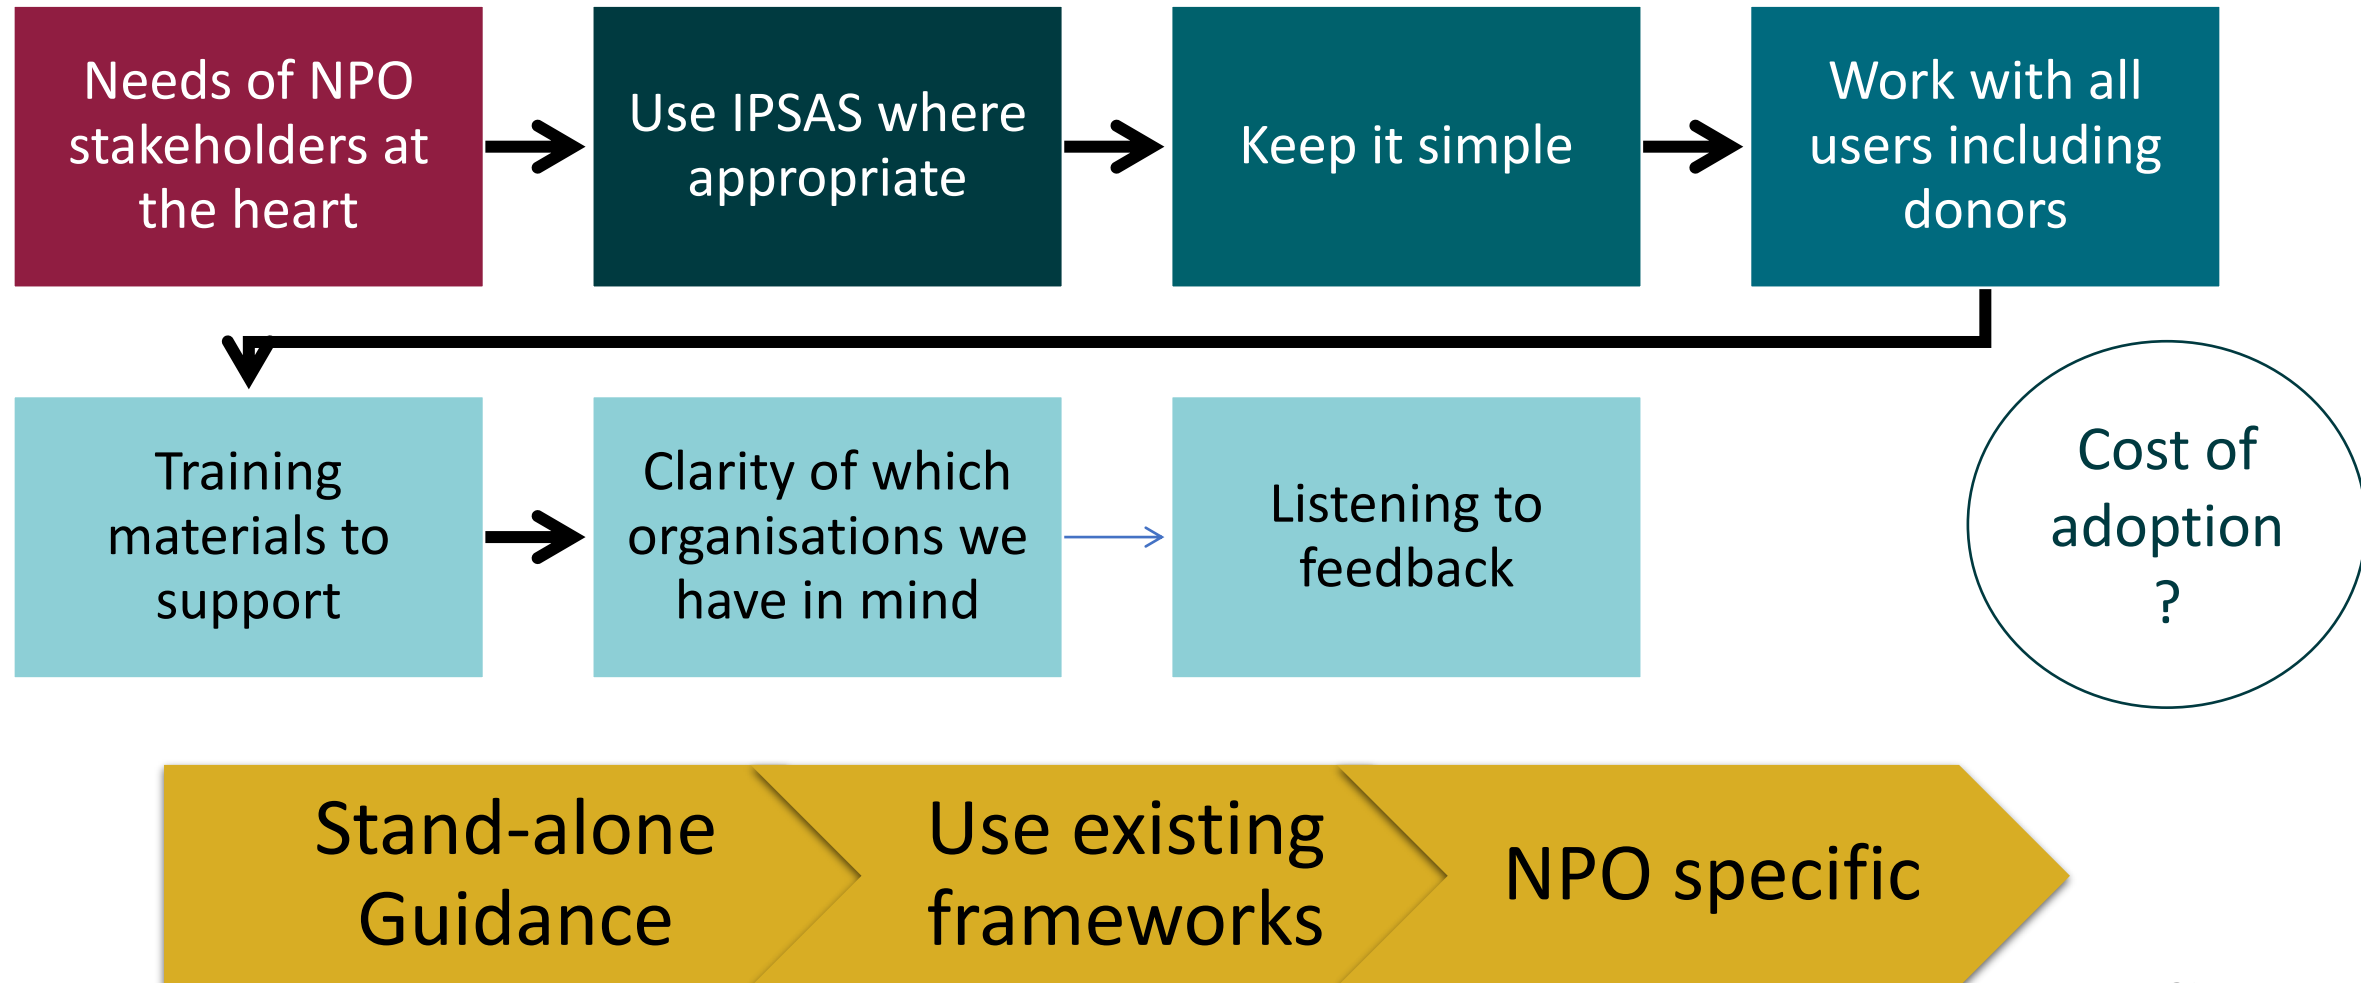 Needs of NPO
stakeholders at
the heart
Use IPSAS where
appropriate
Keep it simple
Work with all
users including
donors
Training
materials to
support
Clarity of which
organisations we
have in mind
Listening to
feedback
Cost of
adoption
?
Stand-alone
Guidance
Use existing
frameworks
NPO specific